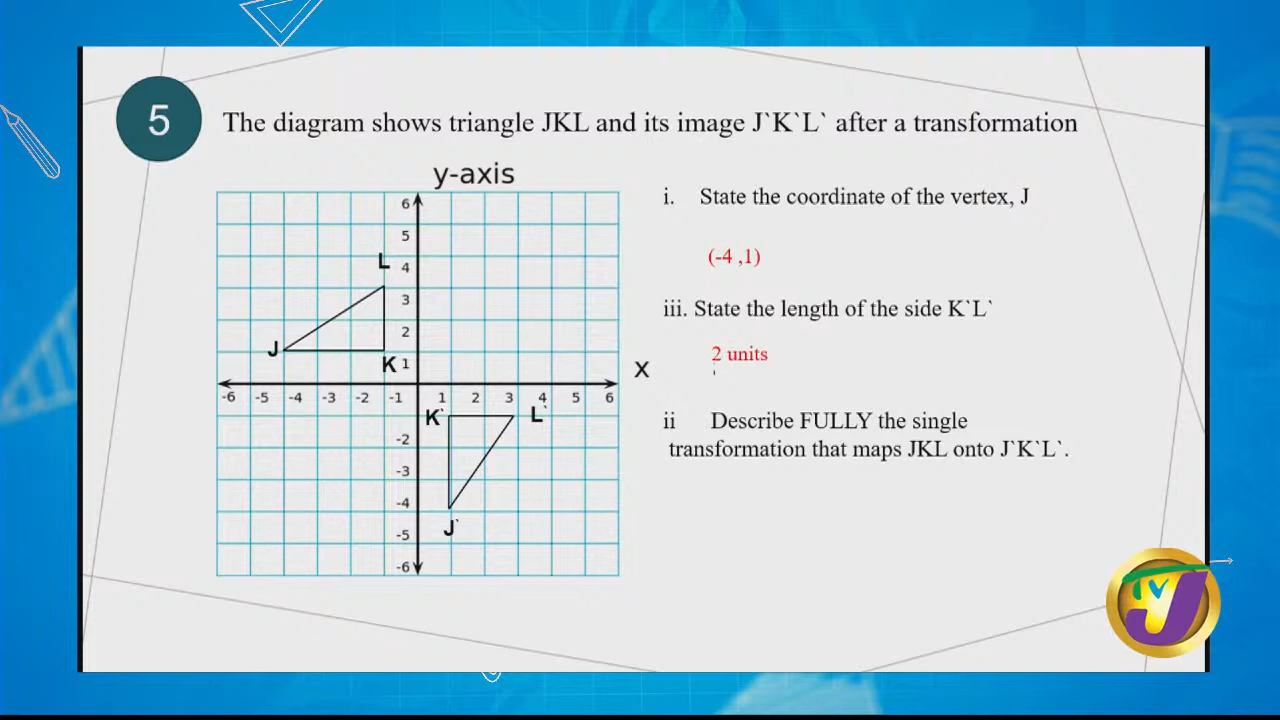 5
The diagram shows triangle JKL and its image J`K`L` after a transformation
y-axis
6
5
4
3
2
1
L
J
K
x
-6 -5 -4 -3 -2 -1 1 2 3 4 5 6
K` L`
-2
-3
-4
-5
-6
J`
i. State the coordinate of the vertex, J
(-4 ,1)
iii. State the length of the side K`L`
2 units
ii Describe FULLY the single
transformation that maps JKL onto J`K`L`.
TVJ